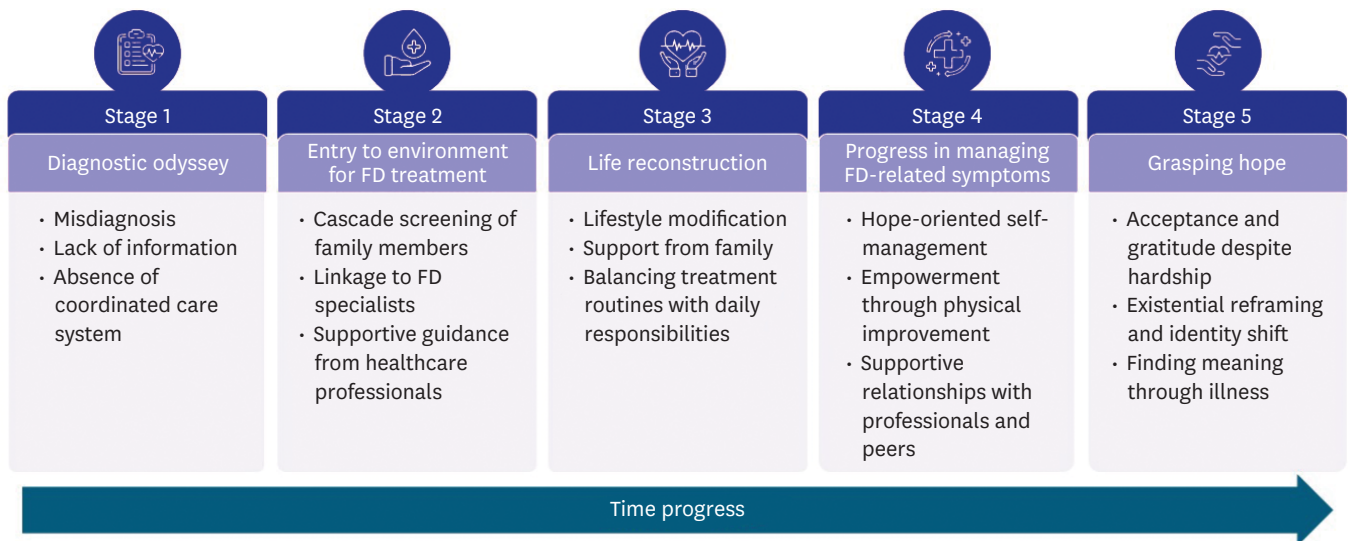 Stage 1
Diagnostic odyssey
· Misdiagnosis
· Lack of information
· Absence of
coordinated care
system
Stage 2
Entry to environment
for FD treatment
· Cascade screening of
family members
· Linkage to FD
specialists
· Supportive guidance
from healthcare
professionals
Stage 3
Life reconstruction
· Lifestyle modification
· Support from family
· Balancing treatment
routines with daily
responsibilities
Stage 4
Progress in managing
FD-related symptoms
· Hope-oriented self-
management
· Empowerment
through physical
improvement
· Supportive
relationships with
professionals and
peers
Stage 5
Grasping hope
· Acceptance and
gratitude despite
hardship
· Existential reframing
and identity shift
· Finding meaning
through illness
Time progress